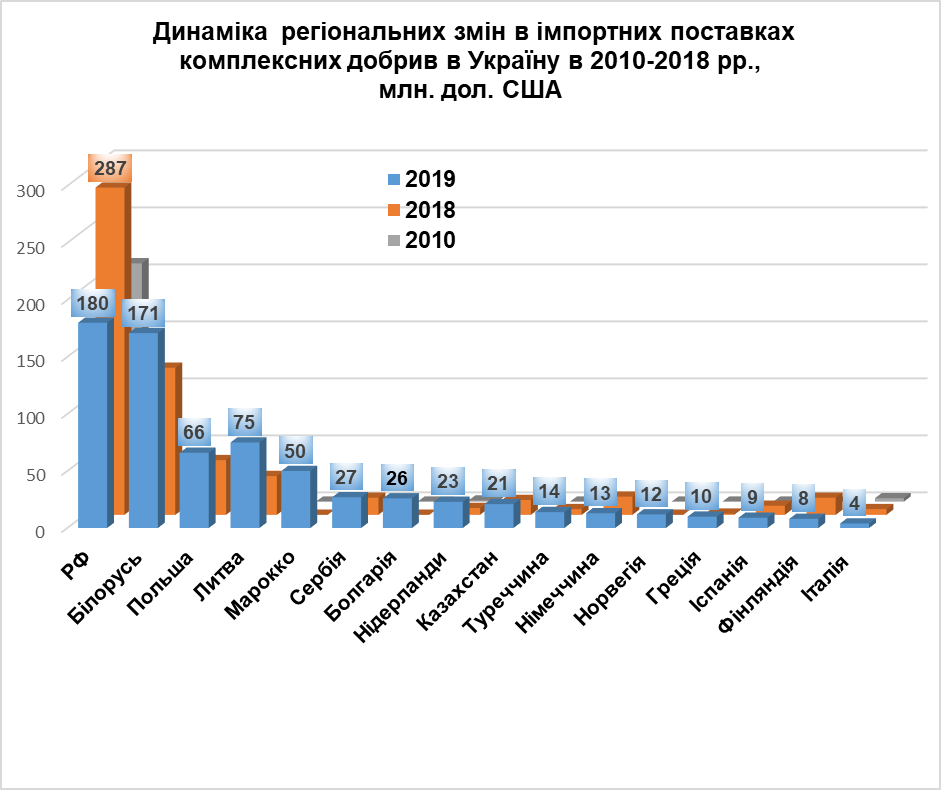 Динаміка регіональних змін в імпортних поставках
комплексних добрив в Україну в 2010-2018 рр.,
млн. дол. США
2019
2018
2010
300
250
200
150
100
50
0
287
180
171
66
75
50
27
26
23
21
14
13
12
10
9
8
4
РФ
Білорусь
Польша
Литва
Марокко
Сербія
Болгарія
Нідерланди
Казахстан
Туреччина
Німеччина
Норвегія
Греція
Іспанія
Фінляндія
Італія